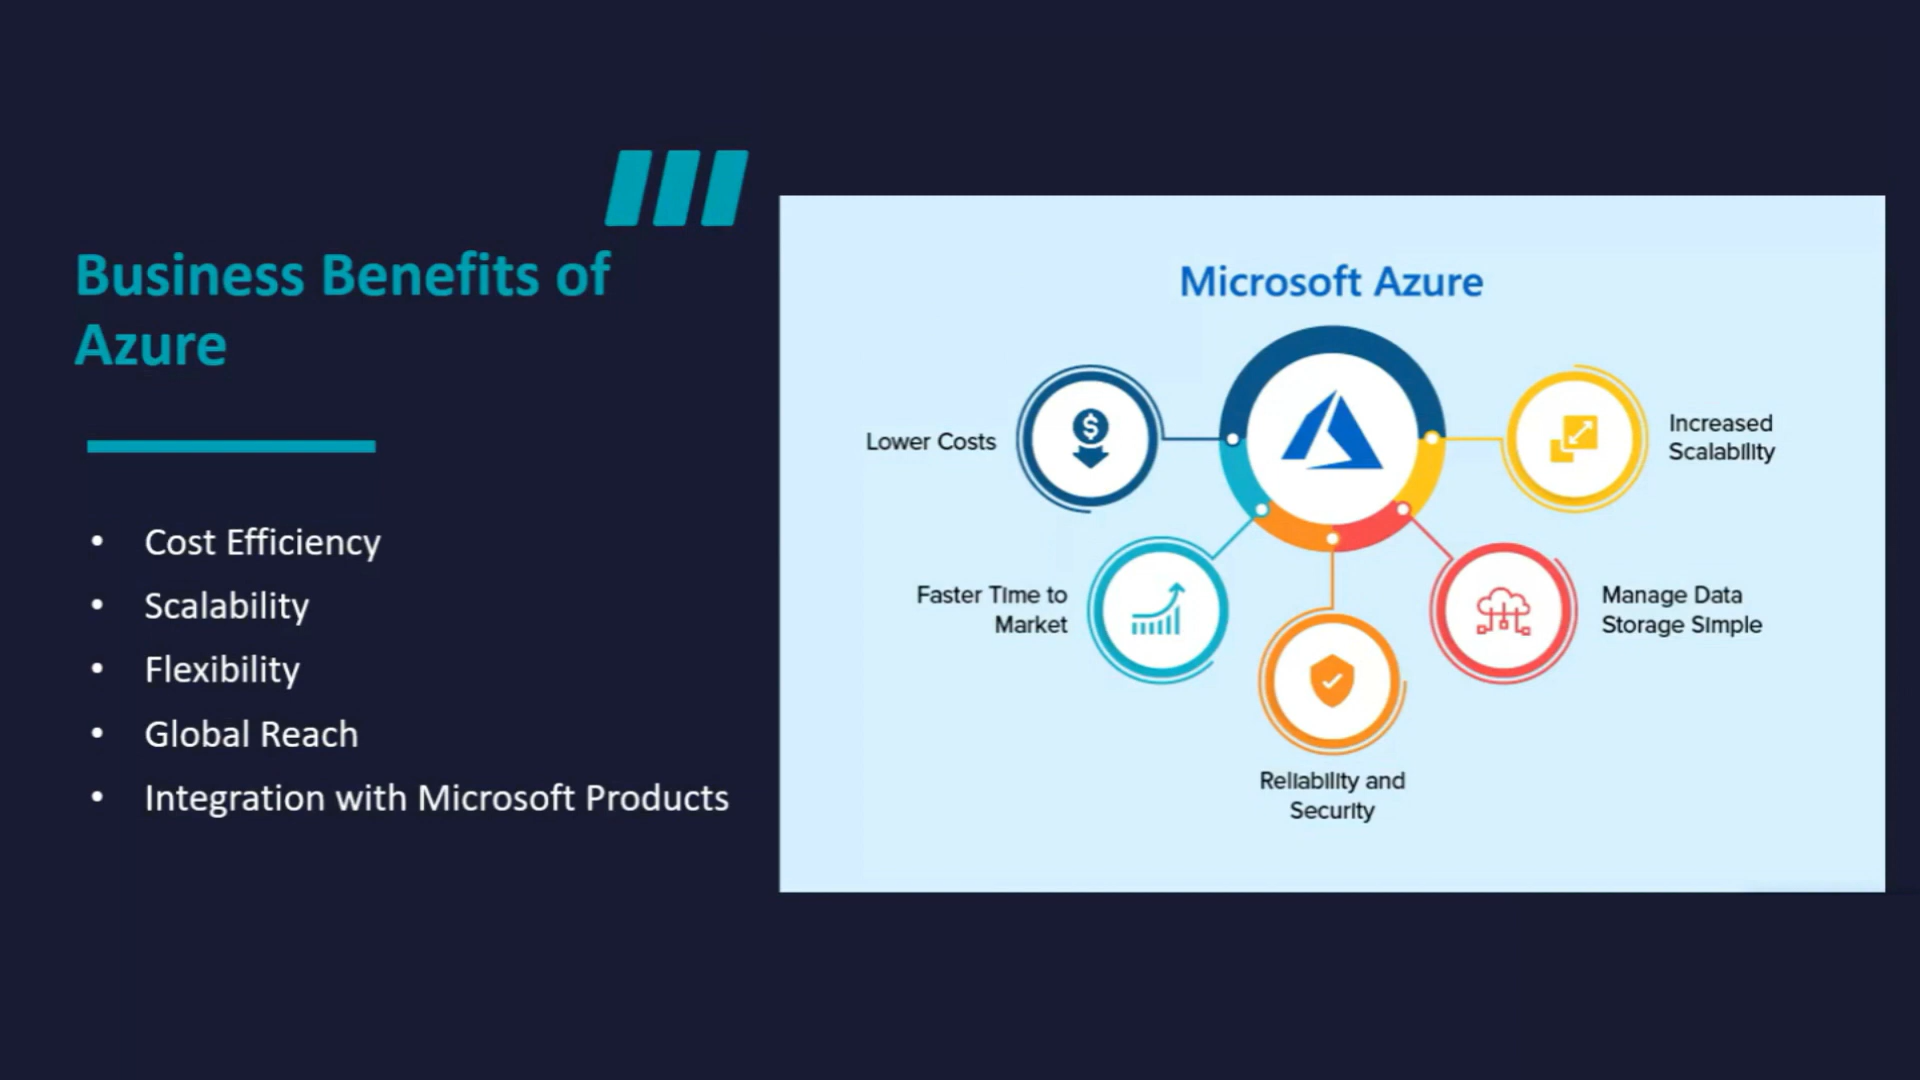 Business Benefits of
Azure
• Cost Efficiency
• Scalability
• Flexibility
• Global Reach
• Integration with Microsoft Products
Microsoft Azure
Lower Costs
Increased
Scalability
Faster Time to
Market
Manage Data
Storage Simple
Reliability and
Security
$